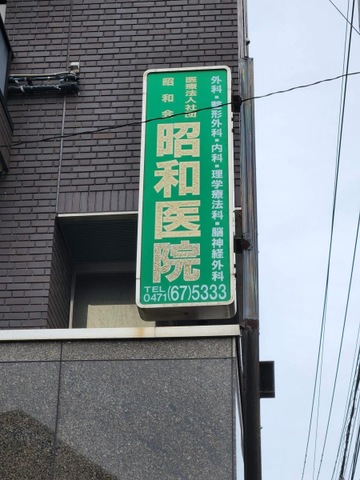 外科・整形外科・内科・理学療法科・脳神経外科
医療法人社団
昭和会
昭和医院
TEL
0471(67)5333